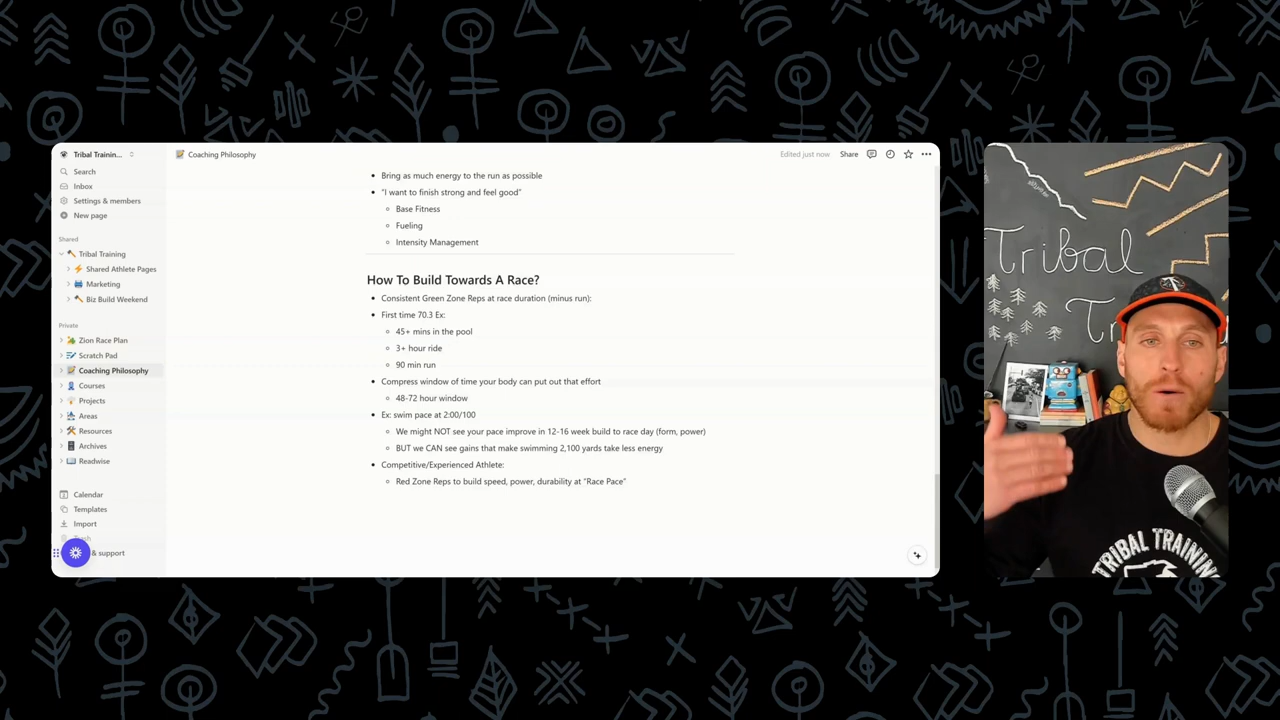 Tribal Trainin...
Search
Inbox
Settings & members
New page
Shared
Tribal Training
Shared Athlete Pages
Marketing
Biz Build Weekend
Private
Zion Race Plan
Scratch Pad
Coaching Philosophy
Courses
Projects
Areas
Resources
Archives
Readwise
Calendar
Templates
Import
Trash
& support
Coaching Philosophy
Edited just now
Share
• Bring as much energy to the run as possible
• "I want to finish strong and feel good"
◦ Base Fitness
◦ Fueling
◦ Intensity Management
How To Build Towards A Race?
• Consistent Green Zone Reps at race duration (minus run):
• First time 70.3 Ex:
◦ 45+ mins in the pool
◦ 3+ hour ride
◦ 90 min run
• Compress window of time your body can put out that effort
◦ 48-72 hour window
• Ex: swim pace at 2:00/100
◦ We might NOT see your pace improve in 12-16 week build to race day (form, power)
◦ BUT we CAN see gains that make swimming 2,100 yards take less energy
• Competitive/Experienced Athlete:
◦ Red Zone Reps to build speed, power, durability at "Race Pace"
Tribal
T
TRIBAL TRAINING